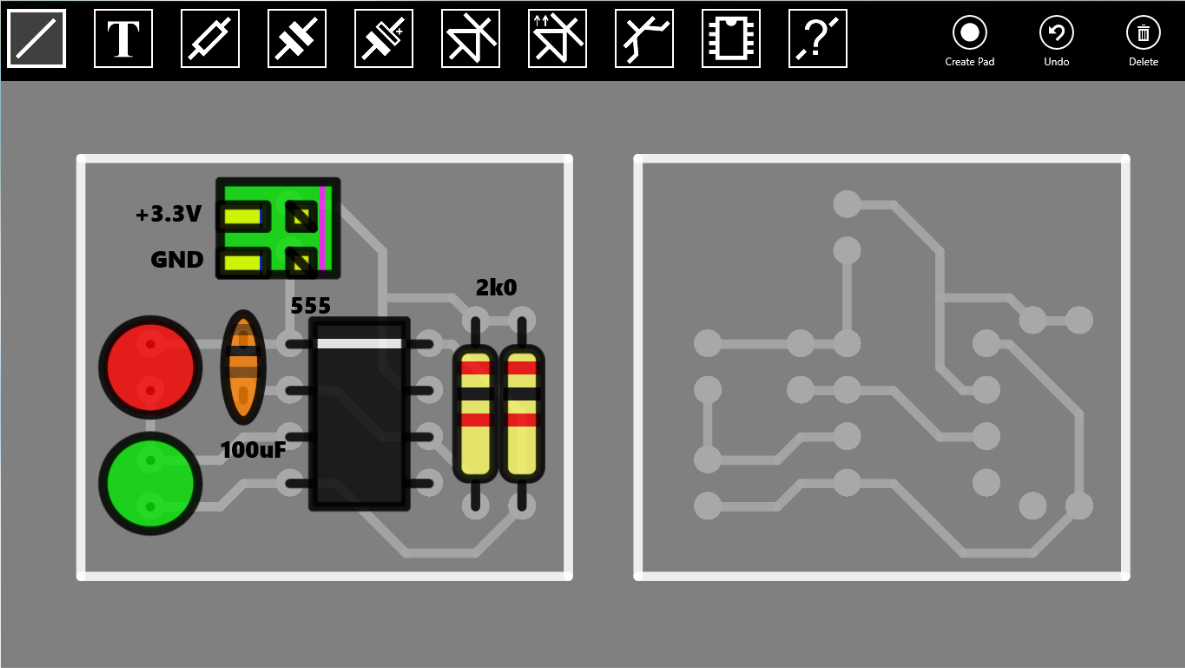 T
?
Create Pad
Undo
Delete
+3.3V
GND
555
2k0
100uF